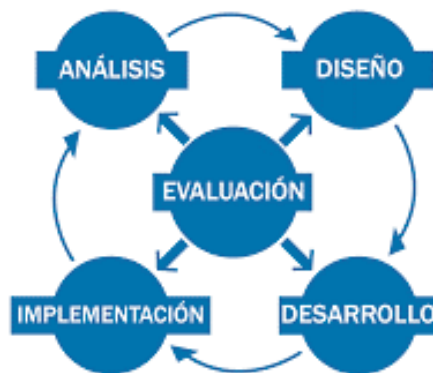 ANÁLISIS
DISEÑO
EVALUACIÓN
IMPLEMENTACIÓN
DESARROLLO